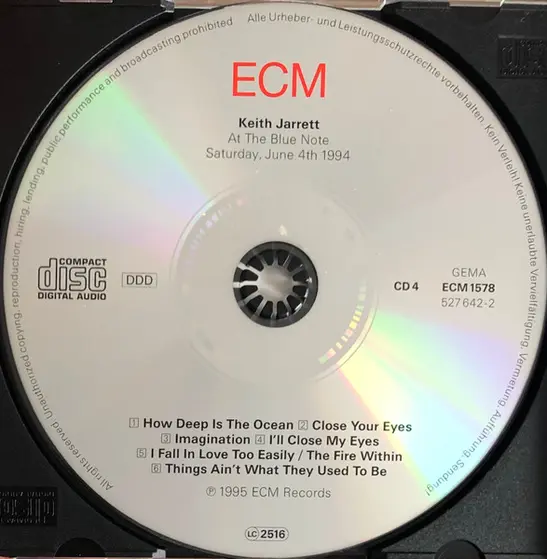 All rights reserved. Unauthorized copying, reproduction, hiring, lending, public performance and broadcasting prohibited
Alle Urheber- und Leistungsschutzrechte vorbehalten. Kein Verleih! Keine unerlaubte Vervielfältigung, Vermietung, Aufführung, Sendung!
ECM
Keith Jarrett
At The Blue Note
Saturday, June 4th 1994
COMPACT
disc
DIGITAL AUDIO
DDD
CD 4
GEMA
ECM 1578
527 642-2
1 How Deep Is The Ocean 2 Close Your Eyes
3 Imagination 4 I'll Close My Eyes
5 I Fall In Love Too Easily / The Fire Within
6 Things Ain't What They Used To Be
℗ 1995 ECM Records
LC 2516